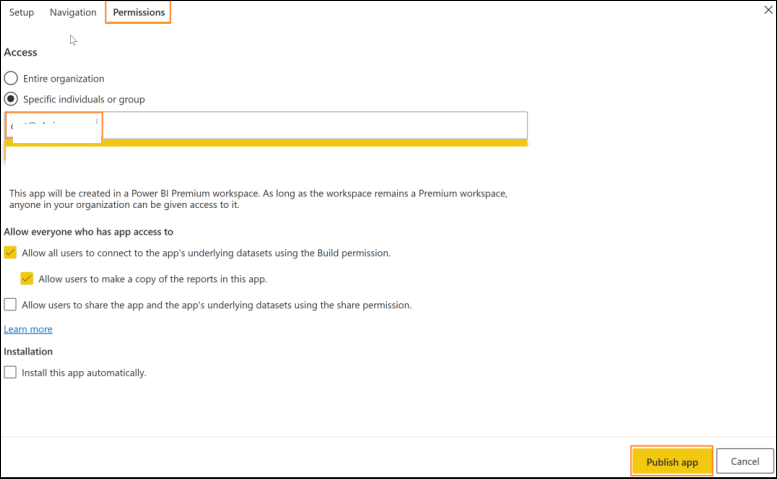 Setup Navigation Permissions
Access
Entire organization
Specific individuals or group
This app will be created in a Power BI Premium workspace. As long as the workspace remains a Premium workspace,
anyone in your organization can be given access to it.
Allow everyone who has app access to
Allow all users to connect to the app's underlying datasets using the Build permission.
Allow users to make a copy of the reports in this app.
Allow users to share the app and the app's underlying datasets using the share permission.
Learn more
Installation
Install this app automatically.
Publish app Cancel